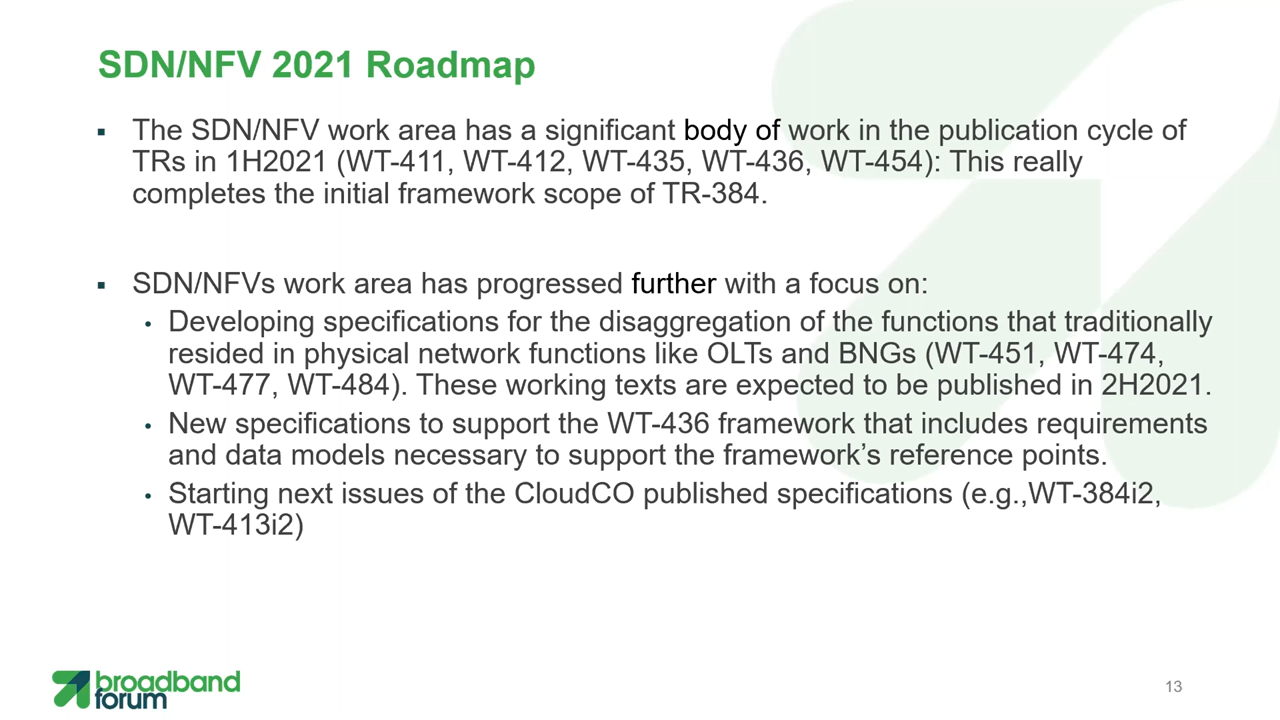 SDN/NFV 2021 Roadmap
▪ The SDN/NFV work area has a significant body of work in the publication cycle of
TRs in 1H2021 (WT-411, WT-412, WT-435, WT-436, WT-454): This really
completes the initial framework scope of TR-384.
▪ SDN/NFVs work area has progressed further with a focus on:
• Developing specifications for the disaggregation of the functions that traditionally
resided in physical network functions like OLTs and BNGs (WT-451, WT-474,
WT-477, WT-484). These working texts are expected to be published in 2H2021.
• New specifications to support the WT-436 framework that includes requirements
and data models necessary to support the framework’s reference points.
• Starting next issues of the CloudCO published specifications (e.g.,WT-384i2,
WT-413i2)
broadband
forum
13